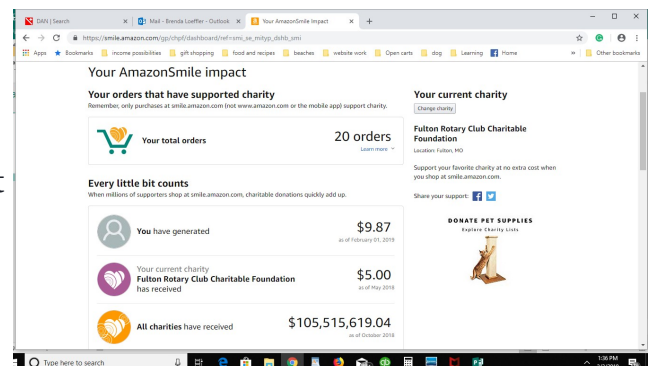 DAN | Search
Mail - Brenda Loeffler - Outlook
Your AmazonSmile Impact
https://smile.amazon.com/gp/chpf/dashboard/ref=smi_se_mityp_dshb_smi
Apps Bookmarks income possibilities gift shopping food and recipes beaches website work Open carts dog Learning Home » Other bookmarks
Your AmazonSmile impact
Your orders that have supported charity
Remember, only purchases at smile.amazon.com (not www.amazon.com or the mobile app) support charity.
Your total orders
20 orders
Learn more
Every little bit counts
When millions of supporters shop at smile.amazon.com, charitable donations quickly add up.
You have generated
$9.87
as of February 01, 2019
Your current charity
Fulton Rotary Club Charitable Foundation
has received
$5.00
as of May 2018
All charities have received
$105,515,619.04
as of October 2018
Your current charity
Change charity
Fulton Rotary Club Charitable
Foundation
Location: Fulton, MO
Support your favorite charity at no extra cost when
you shop at smile.amazon.com.
Share your support:
DONATE PET SUPPLIES
Explore Charity Lists
Type here to search
1:36 PM